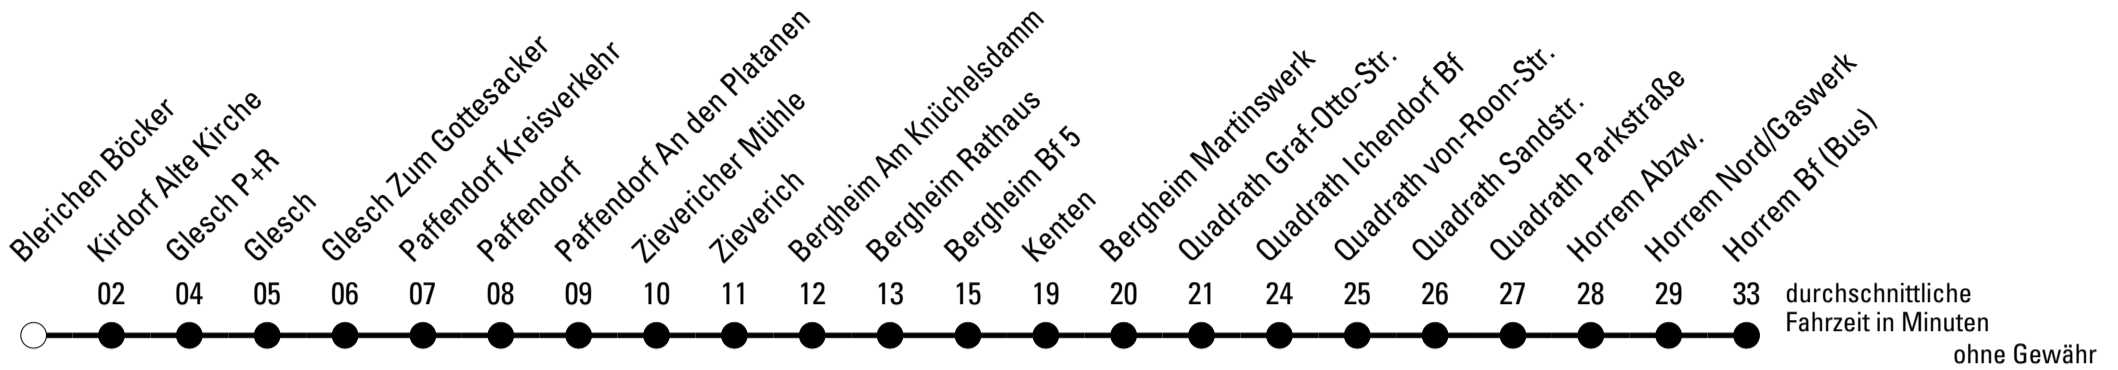 Blerichen Böcker
Kirdorf Alte Kirche
Glesch P+R
Glesch
Glesch Zum Gottesacker
Paffendorf Kreisverkehr
Paffendorf
Paffendorf An den Platanen
Zievericher Mühle
Zieverich
Bergheim Am Knüchelsdamm
Bergheim Rathaus
Bergheim Bf 5
Kenten
Bergheim Martinswerk
Quadrath Graf-Otto-Str.
Quadrath Ichendorf Bf
Quadrath von-Roon-Str.
Quadrath Sandstr.
Quadrath Parkstraße
Horrem Abzw.
Horrem Nord/Gaswerk
Horrem Bf (Bus)
02 04 05 06 07 08 09 10 11 12 13 15 19 20 21 24 25 26 27 28 29 33
durchschnittliche
Fahrzeit in Minuten
ohne Gewähr